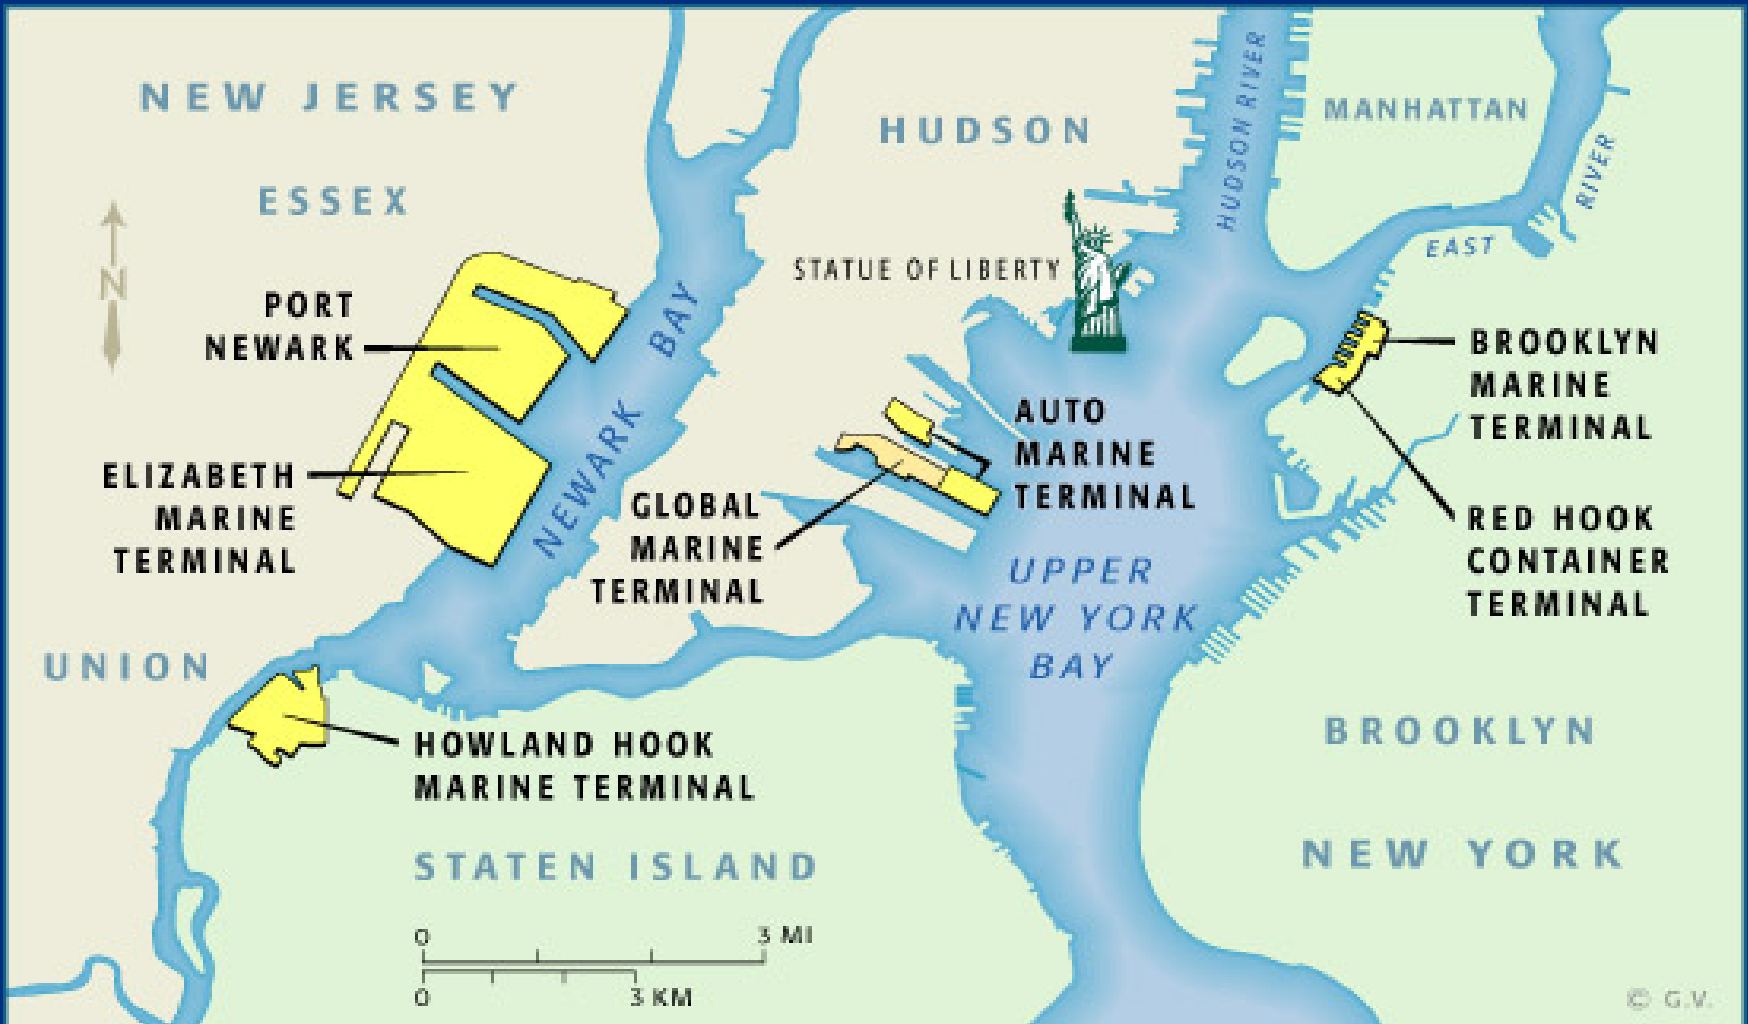 NEW JERSEY
ESSEX
HUDSON
HUDSON RIVER
MANHATTAN
EAST
RIVER
N
PORT
NEWARK
STATUE OF LIBERTY
NEWARK BAY
BROOKLYN
MARINE
TERMINAL
AUTO
MARINE
TERMINAL
ELIZABETH
MARINE
TERMINAL
GLOBAL
MARINE
TERMINAL
RED HOOK
CONTAINER
TERMINAL
UPPER
NEW YORK
BAY
UNION
HOWLAND HOOK
MARINE TERMINAL
BROOKLYN
STATEN ISLAND
NEW YORK
0 3 MI
0 3 KM
© G.V.